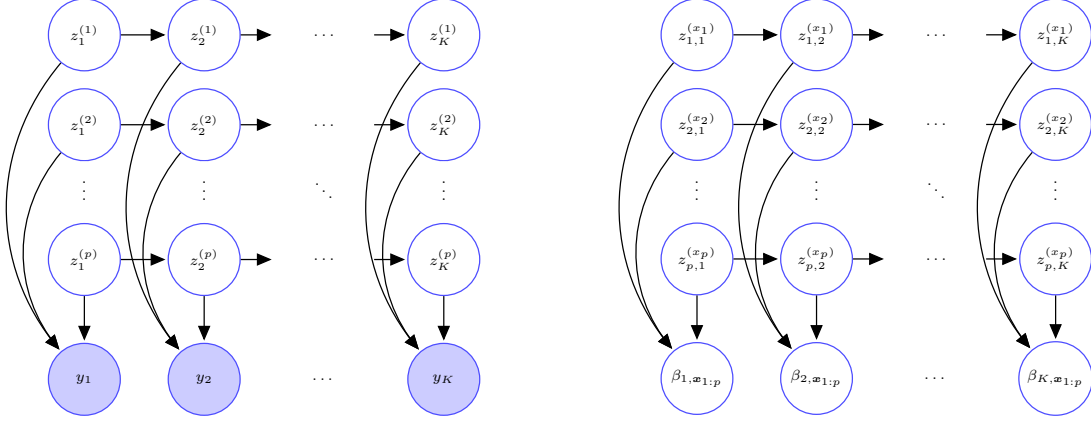 z_1^{(1)} z_2^{(1)} ⋯ z_K^{(1)} z_{1,1}^{(x_1)} z_{1,2}^{(x_1)} ⋯ z_{1,K}^{(x_1)}
z_1^{(2)} z_2^{(2)} ⋯ z_K^{(2)} z_{2,1}^{(x_2)} z_{2,2}^{(x_2)} ⋯ z_{2,K}^{(x_2)}
⋮ ⋮ ⋱ ⋮ ⋮ ⋮ ⋱ ⋮
z_1^{(p)} z_2^{(p)} ⋯ z_K^{(p)} z_{p,1}^{(x_p)} z_{p,2}^{(x_p)} ⋯ z_{p,K}^{(x_p)}
y_1 y_2 ⋯ y_K β_{1,x_{1:p}} β_{2,x_{1:p}} ⋯ β_{K,x_{1:p}}